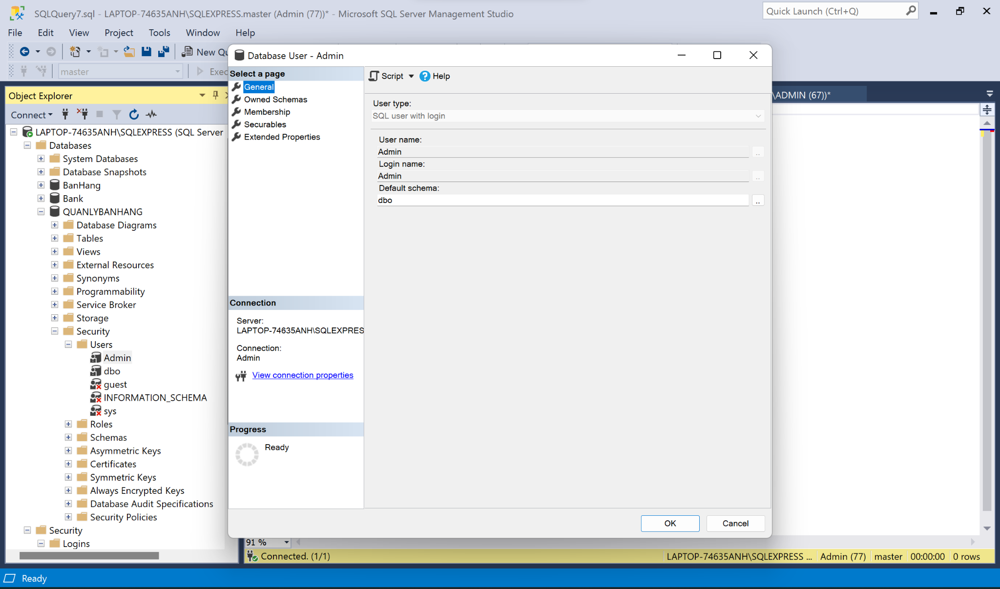 SQLQuery7.sql - LAPTOP-74635ANH\SQLEXPRESS.master (Admin (77))* - Microsoft SQL Server Management Studio
Quick Launch (Ctrl+Q)
File Edit View Project Tools Window Help
New Qu
master
Exec
Object Explorer
Connect
LAPTOP-74635ANH\SQLEXPRESS (SQL Server
Databases
System Databases
Database Snapshots
BanHang
Bank
QUANLYBANHANG
Database Diagrams
Tables
Views
External Resources
Synonyms
Programmability
Service Broker
Storage
Security
Users
Admin
dbo
guest
INFORMATION_SCHEMA
sys
Roles
Schemas
Asymmetric Keys
Certificates
Symmetric Keys
Always Encrypted Keys
Database Audit Specifications
Security Policies
Security
Logins
Database User - Admin
Select a page
General
Owned Schemas
Membership
Securables
Extended Properties
Connection
Server:
LAPTOP-74635ANH\SQLEXPRES
Connection:
Admin
View connection properties
Progress
Ready
Script Help
User type:
SQL user with login
User name:
Admin
..
Login name:
Admin
..
Default schema:
dbo
..
OK Cancel
\ADMIN (67))*
91 %
Connected. (1/1)
LAPTOP-74635ANH\SQLEXPRESS ... Admin (77) master 00:00:00 0 rows
Ready